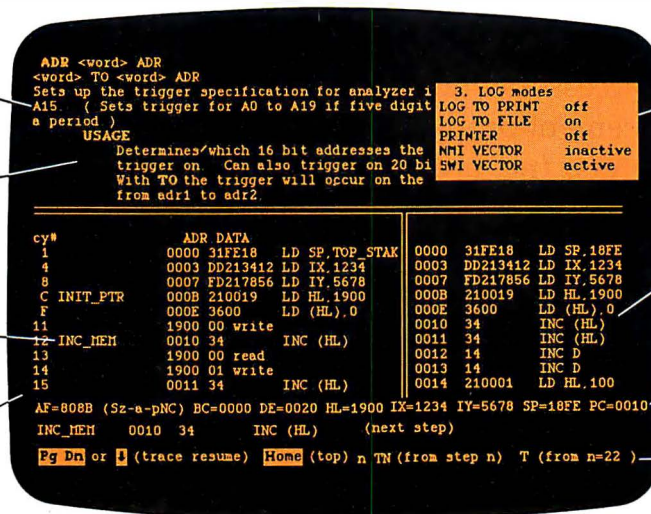 ADR <word> ADR
<word> TO <word> ADR
Sets up the trigger specification for analyzer i
A15. ( Sets trigger for A0 to A19 if five digit
a period.)
USAGE
Determines which 16 bit addresses the
trigger on. Can also trigger on 20 bi
With TO the trigger will occur on the
from adr1 to adr2.
3. LOG modes
LOG TO PRINT off
LOG TO FILE on
PRINTER off
NMI VECTOR inactive
SWI VECTOR active
cy# ADR DATA
1 0000 31FE18 LD SP,TOP_STAK
4 0003 DD213412 LD IX,1234
8 0007 FD217856 LD IY,5678
C INIT_PTR 000B 210019 LD HL,1900
F 000E 3600 LD (HL),0
11 1900 00 write
12 INC_MEM 0010 34 INC (HL)
13 1900 00 read
14 1900 01 write
15 0011 34 INC (HL)
0000 31FE18 LD SP,18FE
0003 DD213412 LD IX,1234
0007 FD217856 LD IY,5678
000B 210019 LD HL,1900
000E 3600 LD (HL),0
0010 34 INC (HL)
0011 34 INC (HL)
0012 14 INC D
0013 14 INC D
0014 210001 LD HL,100
AF=808B (Sz-a-pNC) BC=0000 DE=0020 HL=1900 IX=1234 IY=5678 SP=18FE PC=0010
INC_MEM 0010 34 INC (HL) (next step)
Pg Dn or ↓ (trace resume) Home (top) n TN (from step n) T (from n=22 )